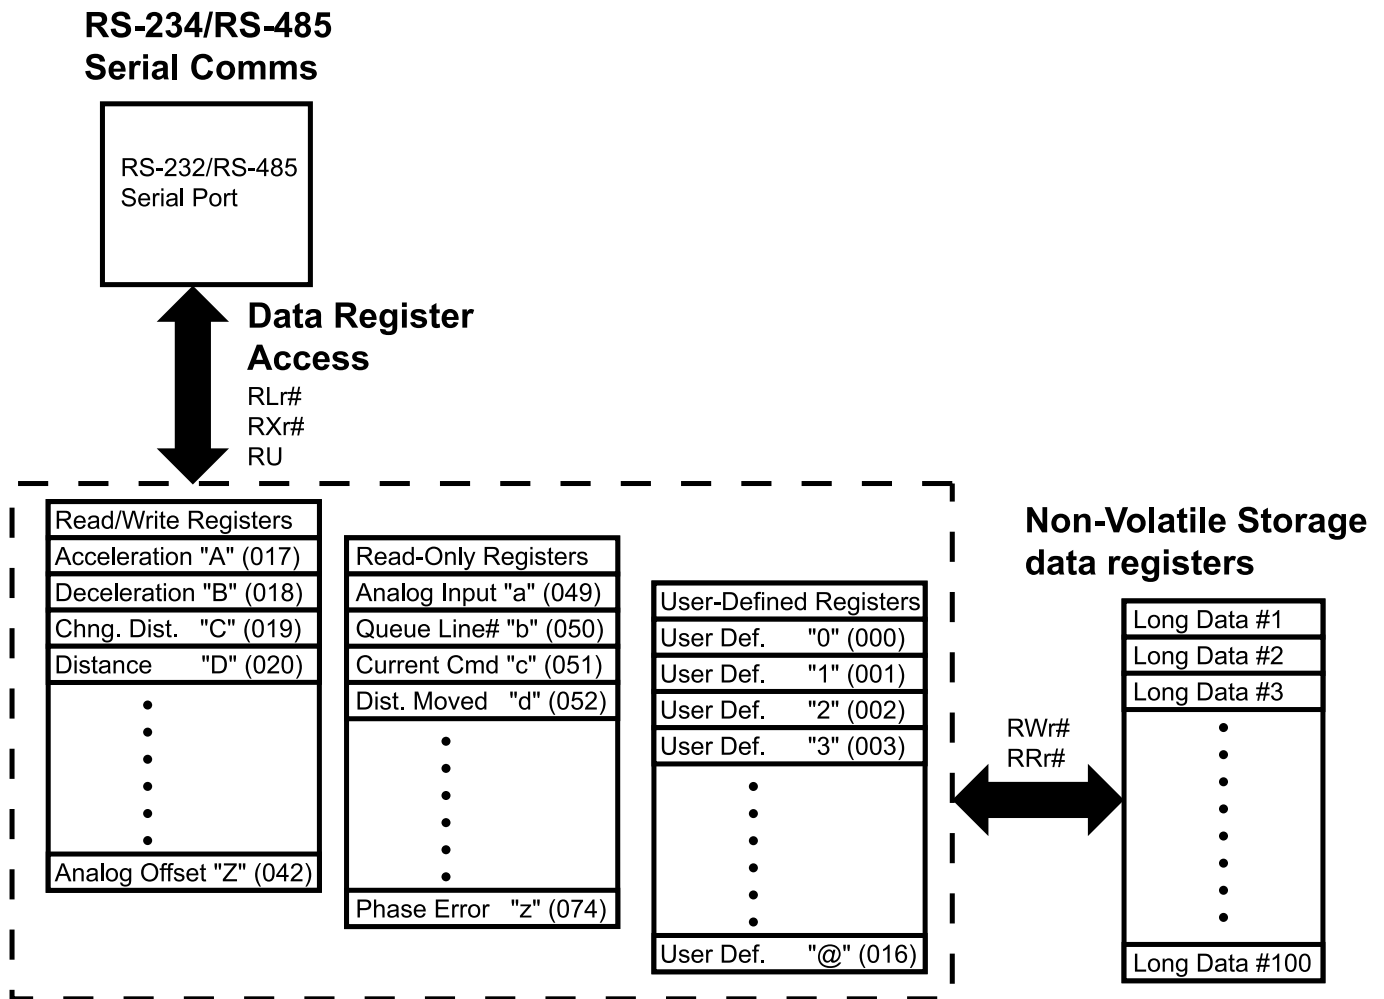 RS-234/RS-485
Serial Comms
RS-232/RS-485
Serial Port
Data Register
Access
RLr#
RXr#
RU
Read/Write Registers
Acceleration "A" (017)
Deceleration "B" (018)
Chng. Dist. "C" (019)
Distance "D" (020)
Analog Offset "Z" (042)
Read-Only Registers
Analog Input "a" (049)
Queue Line# "b" (050)
Current Cmd "c" (051)
Dist. Moved "d" (052)
Phase Error "z" (074)
User-Defined Registers
User Def. "0" (000)
User Def. "1" (001)
User Def. "2" (002)
User Def. "3" (003)
User Def. "@" (016)
RWr#
RRr#
Non-Volatile Storage
data registers
Long Data #1
Long Data #2
Long Data #3
Long Data #100